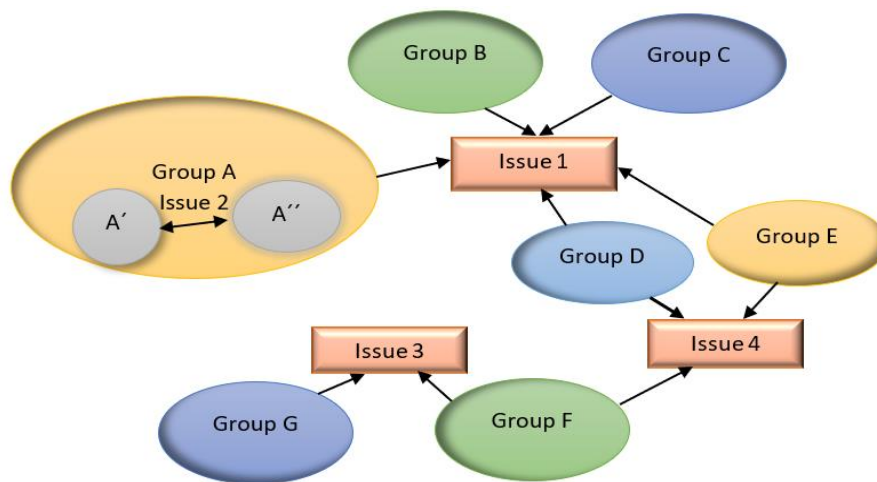 Group B
Group C
Issue 1
Group A
Issue 2
A´
A´´
Group E
Group D
Issue 3
Issue 4
Group G
Group F